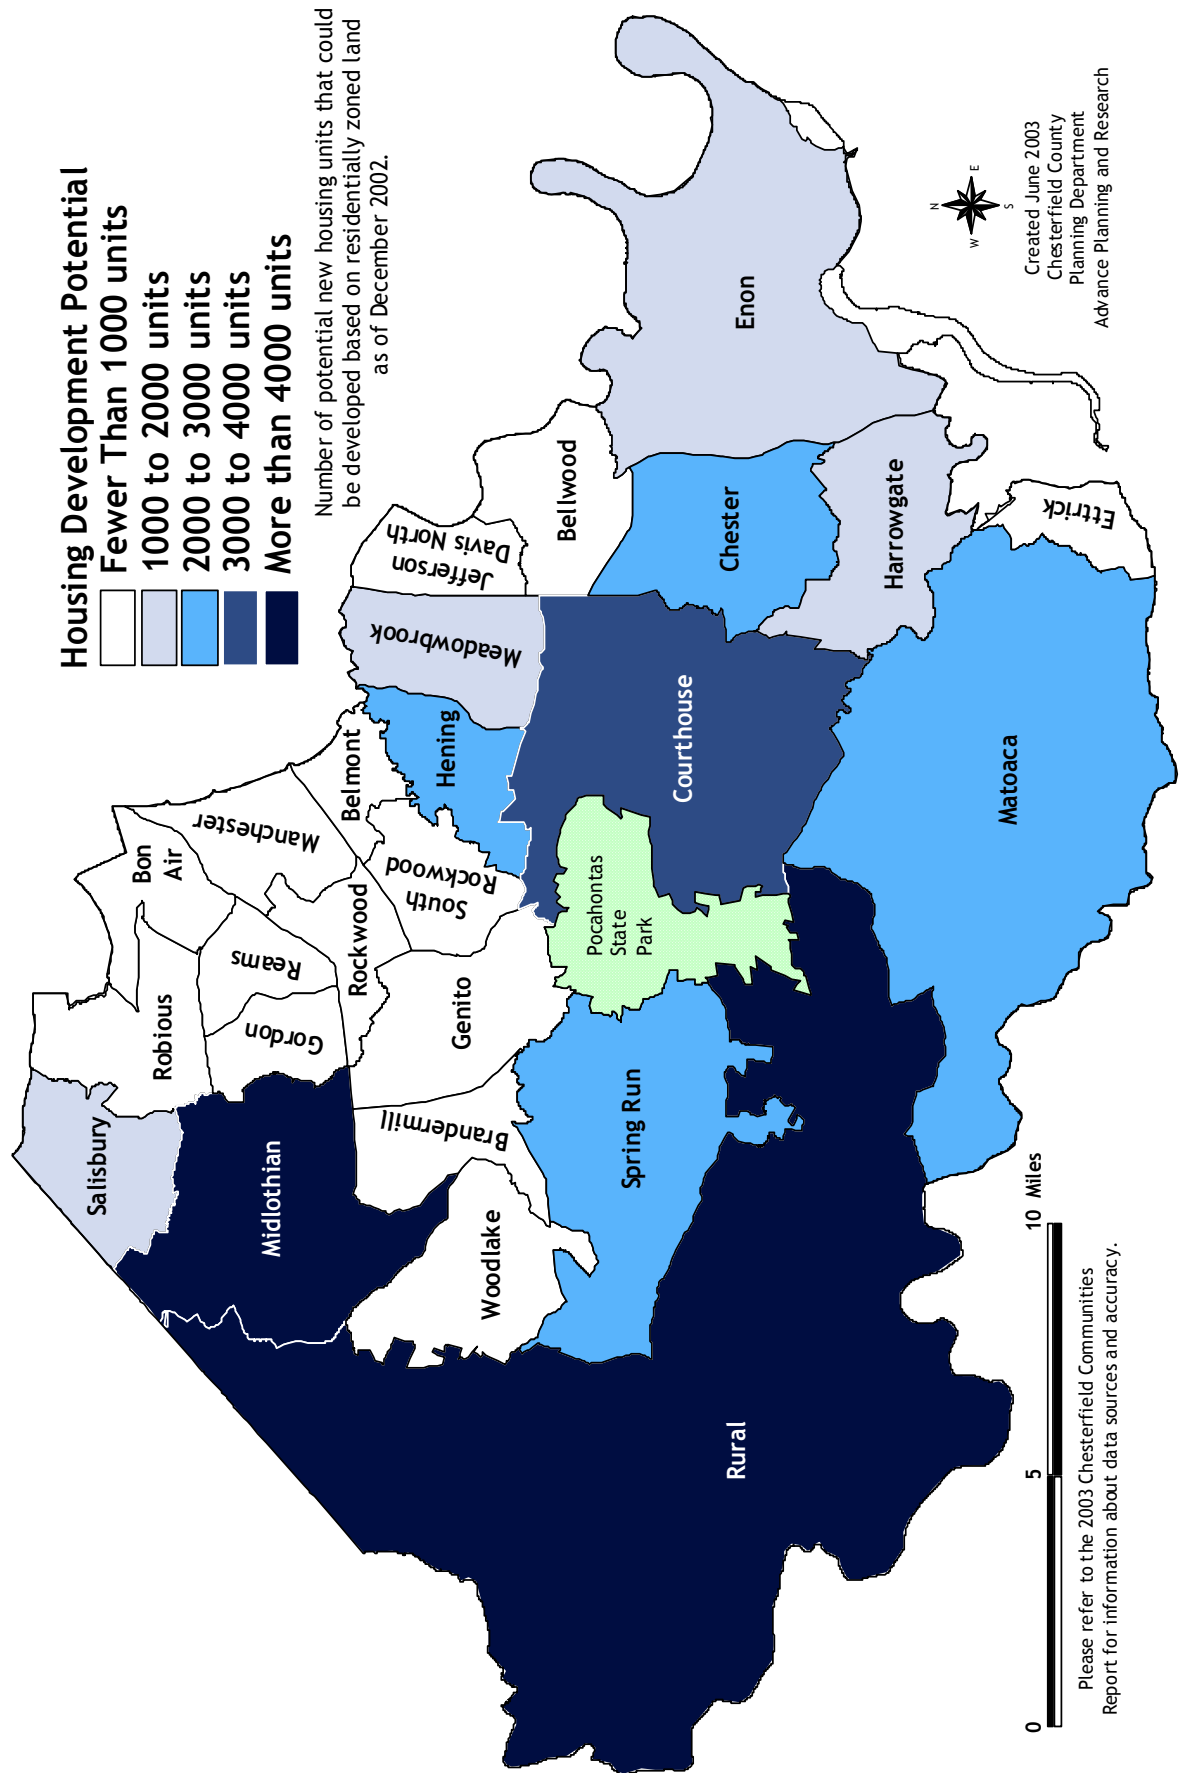 Housing Development Potential
Fewer Than 1000 units
1000 to 2000 units
2000 to 3000 units
3000 to 4000 units
More than 4000 units
Number of potential new housing units that could
be developed based on residentially zoned land
as of December 2002.
Salisbury
Robious
Bon
Air
Midlothian
Gordon
Reams
Manchester
Rockwood
Belmont
Brandermill
Genito
South
Rockwood
Hening
Meadowbrook
Jefferson
Davis North
Woodlake
Bellwood
Spring Run
Pocahontas
State
Park
Courthouse
Chester
Enon
Rural
Harrowgate
Matoaca
Ettrick
N
W
E
S
Created June 2003
Chesterfield County
Planning Department
Advance Planning and Research
0
5
10 Miles
Please refer to the 2003 Chesterfield Communities
Report for information about data sources and accuracy.